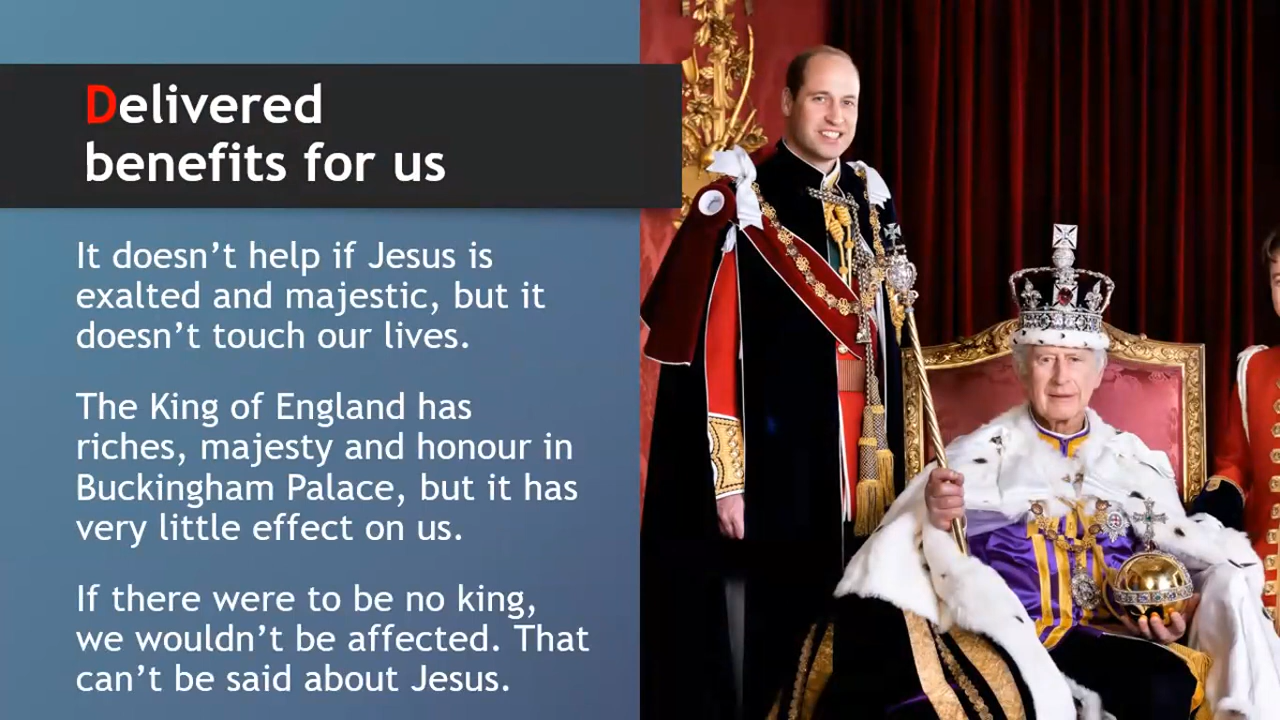 Delivered
benefits for us
It doesn’t help if Jesus is
exalted and majestic, but it
doesn’t touch our lives.
The King of England has
riches, majesty and honour in
Buckingham Palace, but it has
very little effect on us.
If there were to be no king,
we wouldn’t be affected. That
can’t be said about Jesus.